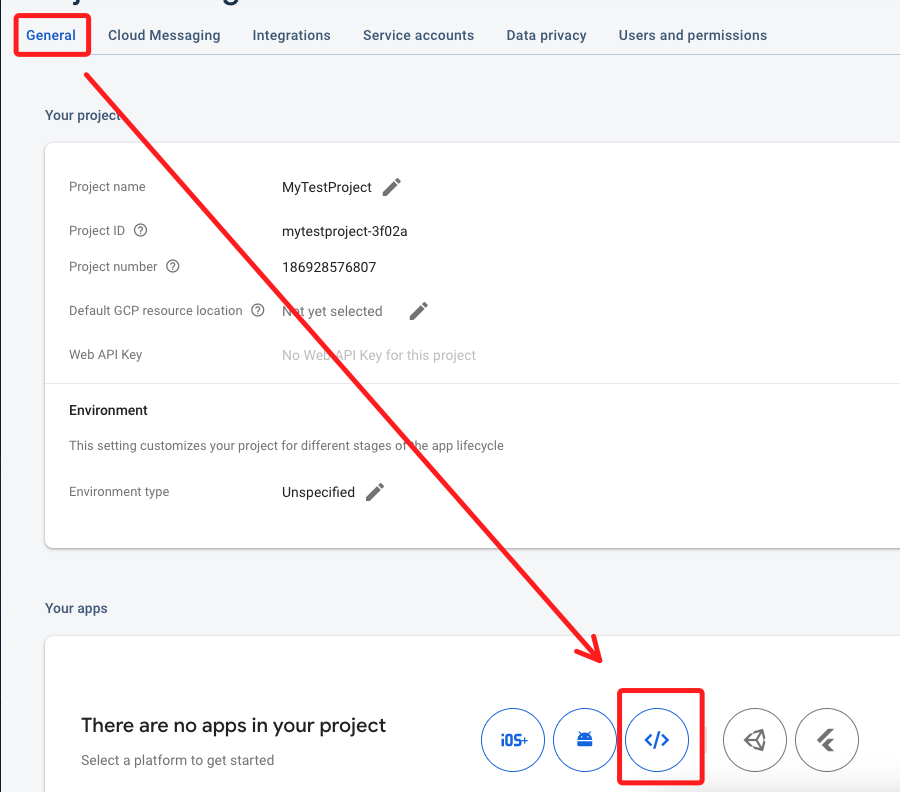 General Cloud Messaging Integrations Service accounts Data privacy Users and permissions
Your project
Project name MyTestProject
Project ID mytestproject-3f02a
Project number 186928576807
Default GCP resource location Not yet selected
Web API Key No Web API Key for this project
Environment
This setting customizes your project for different stages of the app lifecycle
Environment type Unspecified
Your apps
There are no apps in your project
Select a platform to get started
iOS+
</>